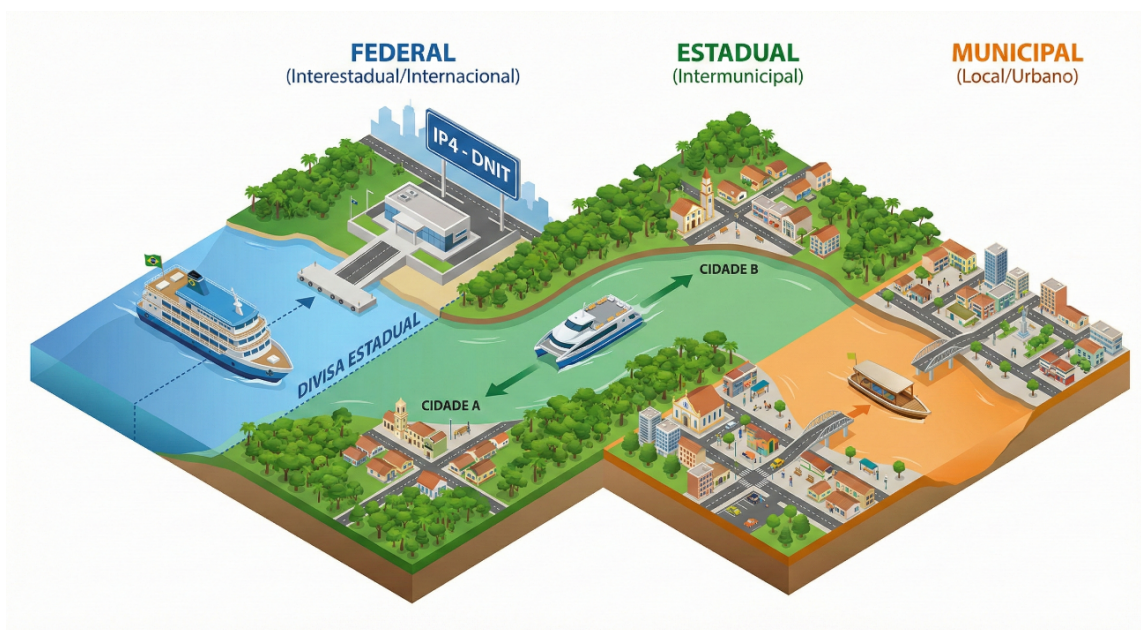 FEDERAL
(Interestadual/Internacional)
ESTADUAL
(Intermunicipal)
MUNICIPAL
(Local/Urbano)
IP4 - DNIT
DIVISA ESTADUAL
CIDADE B
CIDADE A